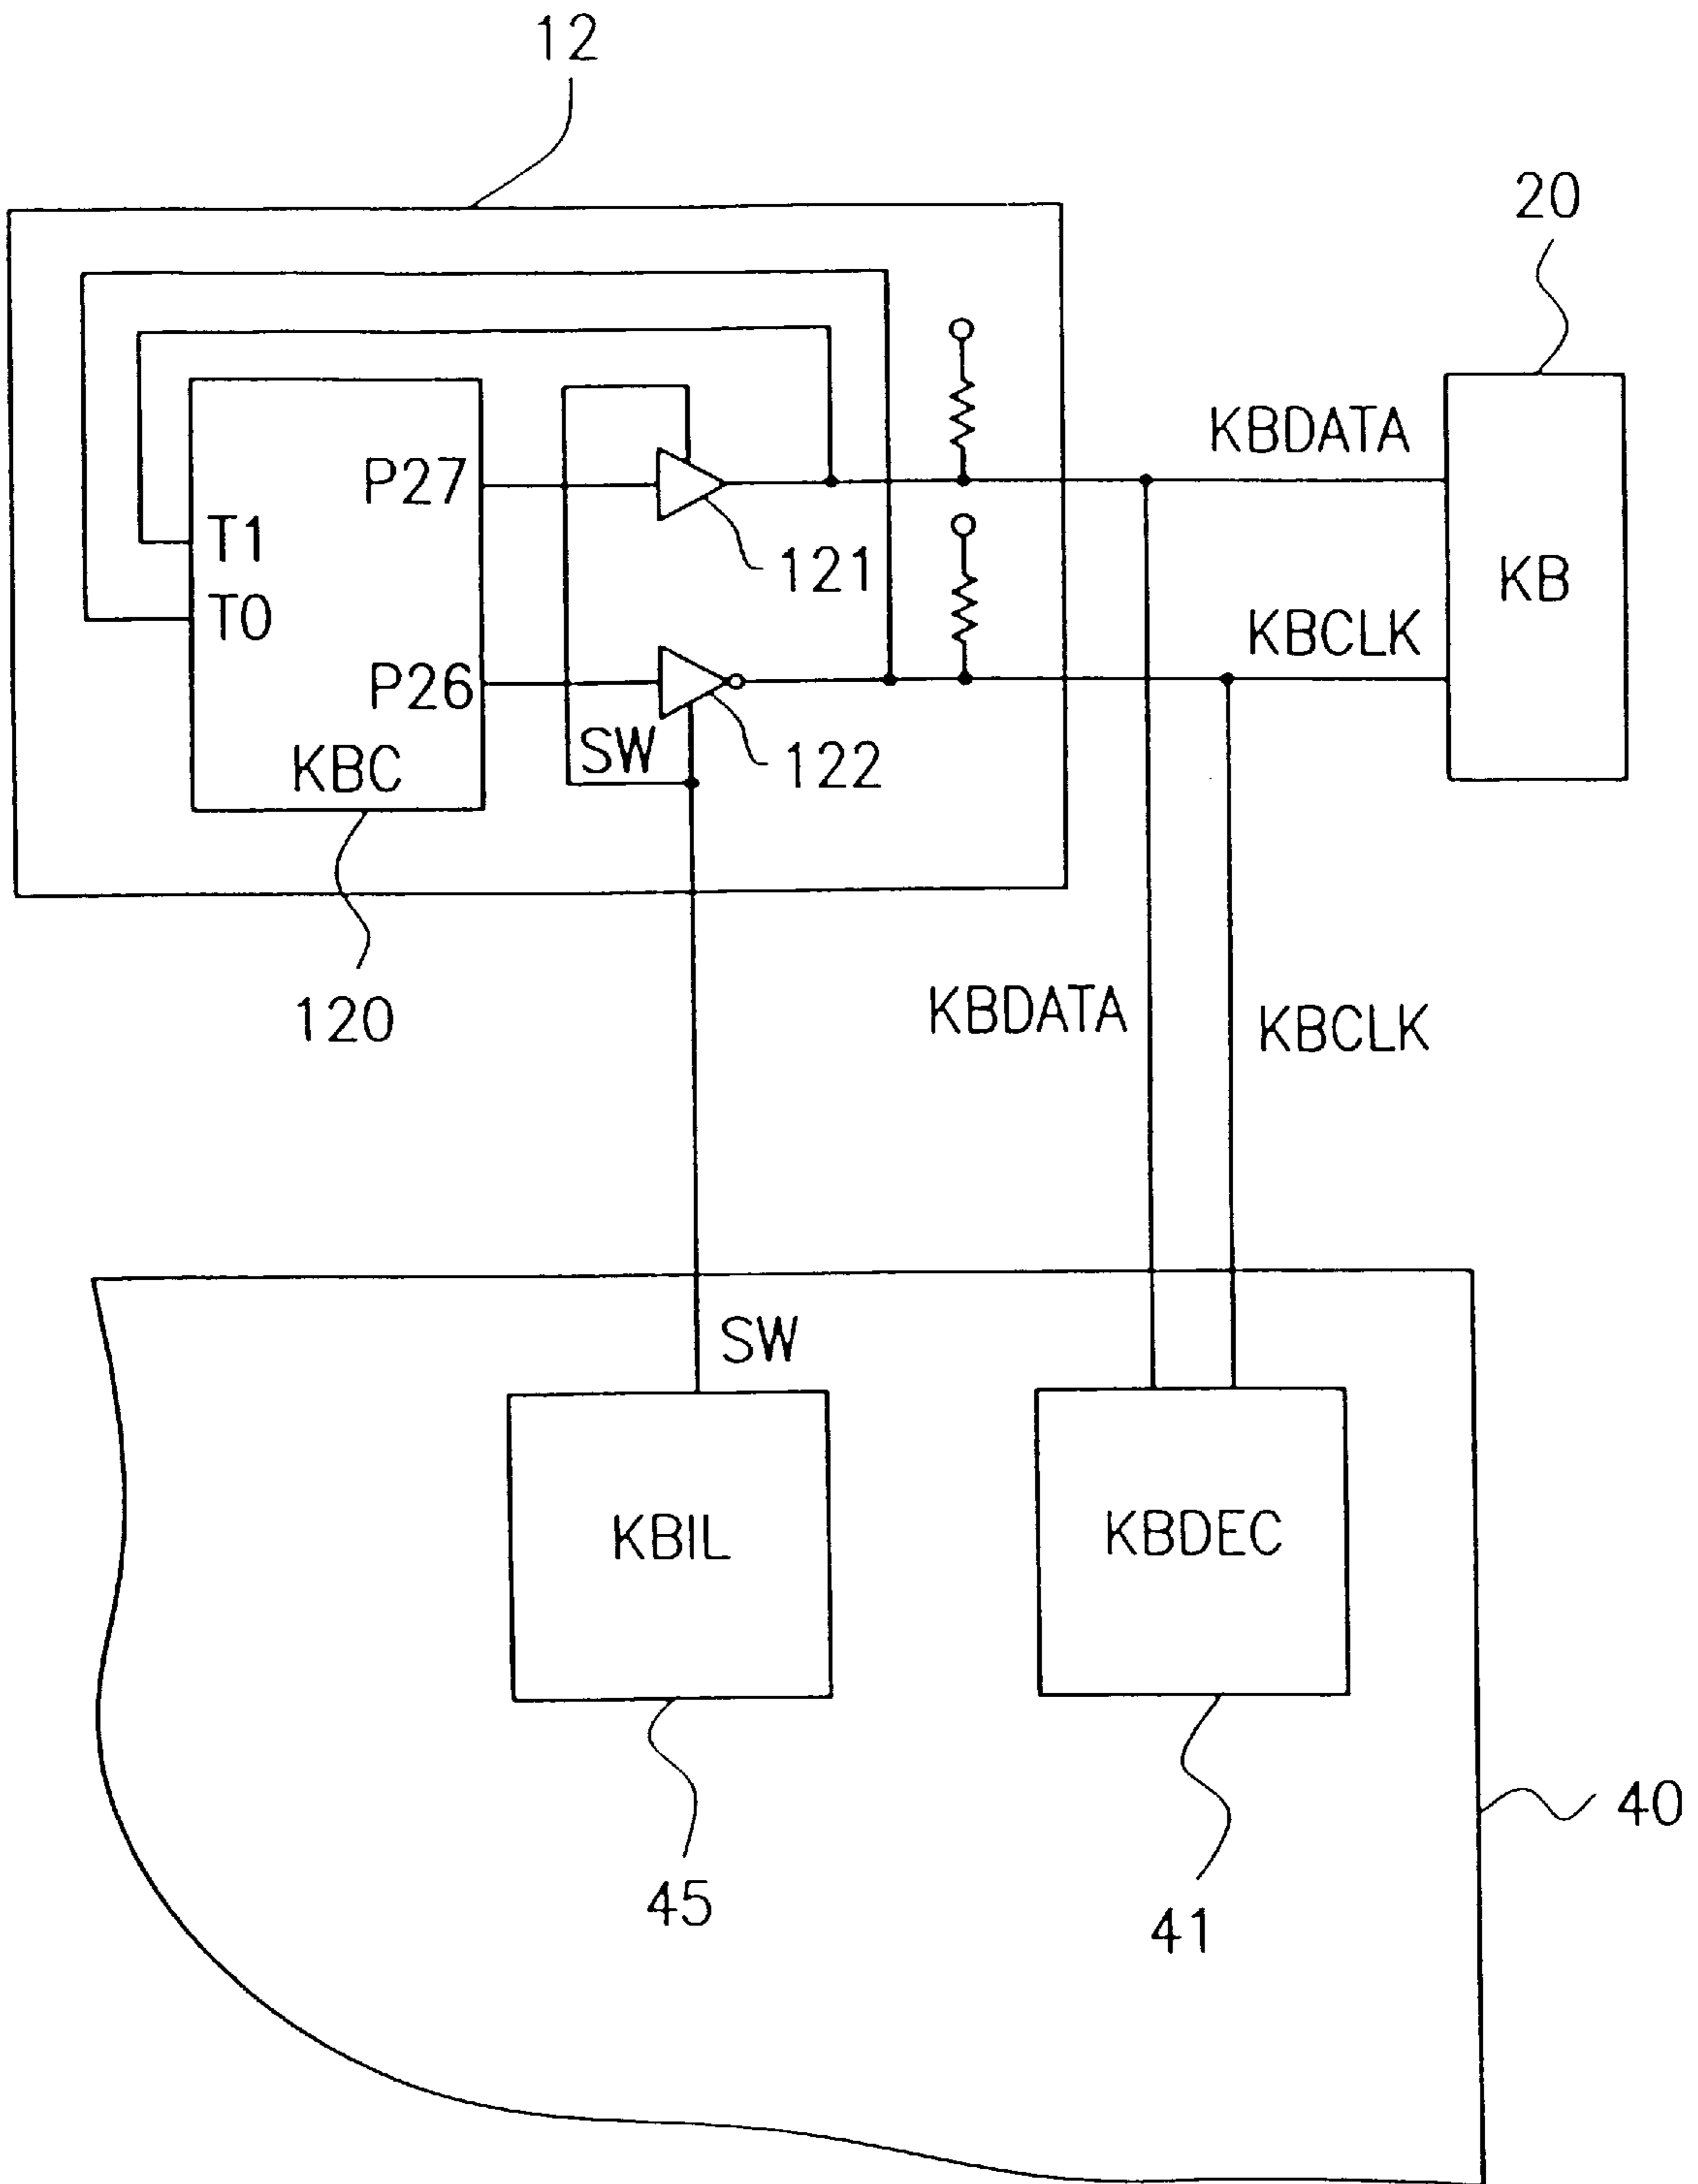 12
20
KBDATA
P27
T1
121
KB
T0
KBCLK
P26
SW
122
KBC
120
KBDATA
KBCLK
SW
KBIL
KBDEC
40
45
41